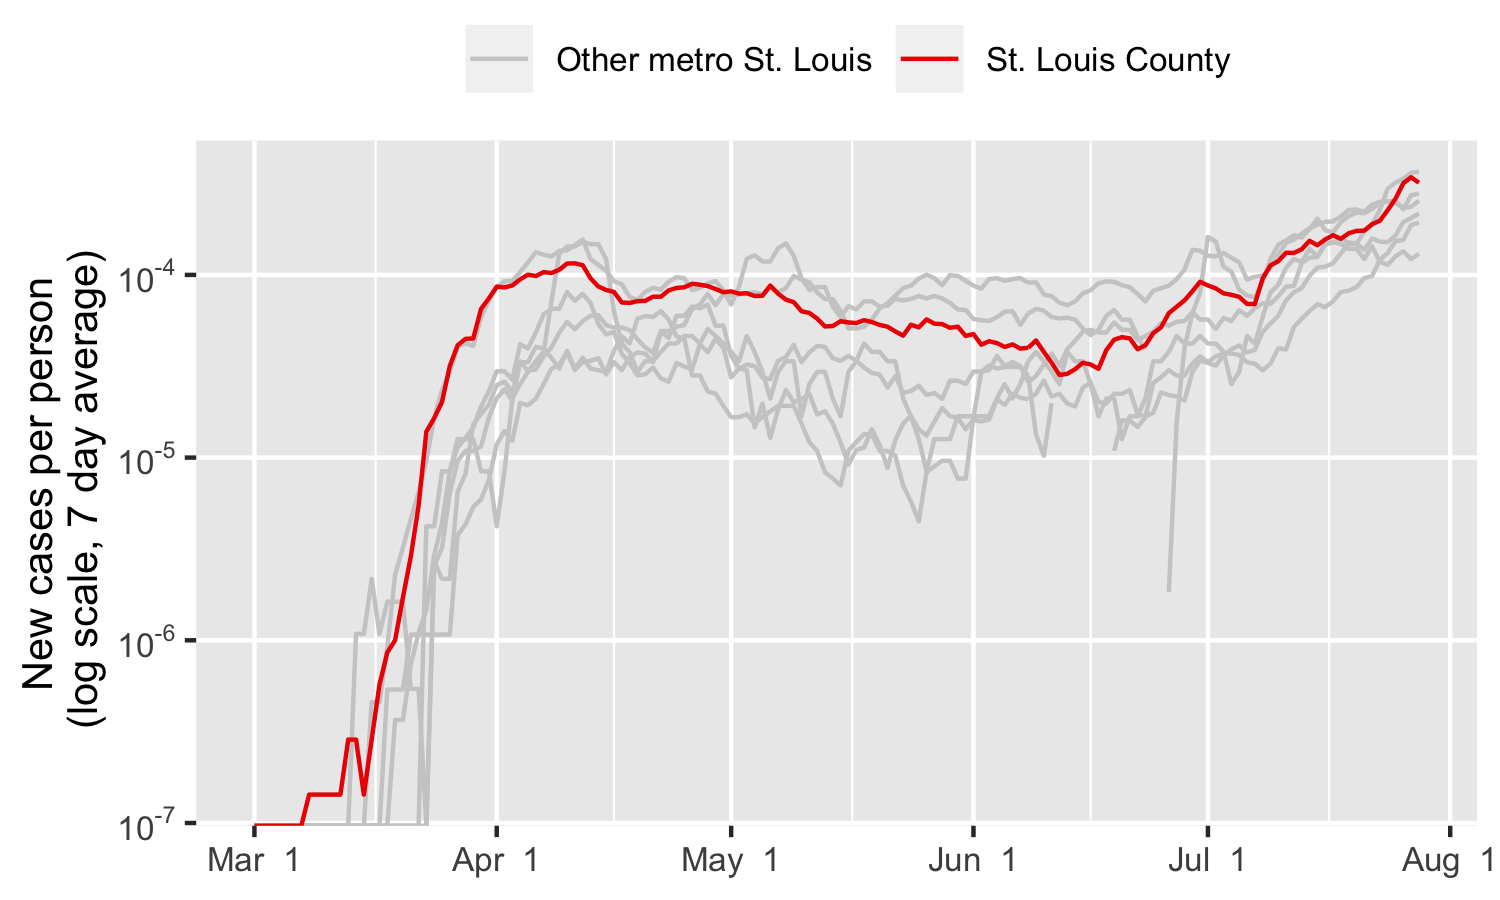 Other metro St. Louis St. Louis County
New cases per person
(log scale, 7 day average)
10⁻⁴
10⁻⁵
10⁻⁶
10⁻⁷
Mar 1 Apr 1 May 1 Jun 1 Jul 1 Aug 1